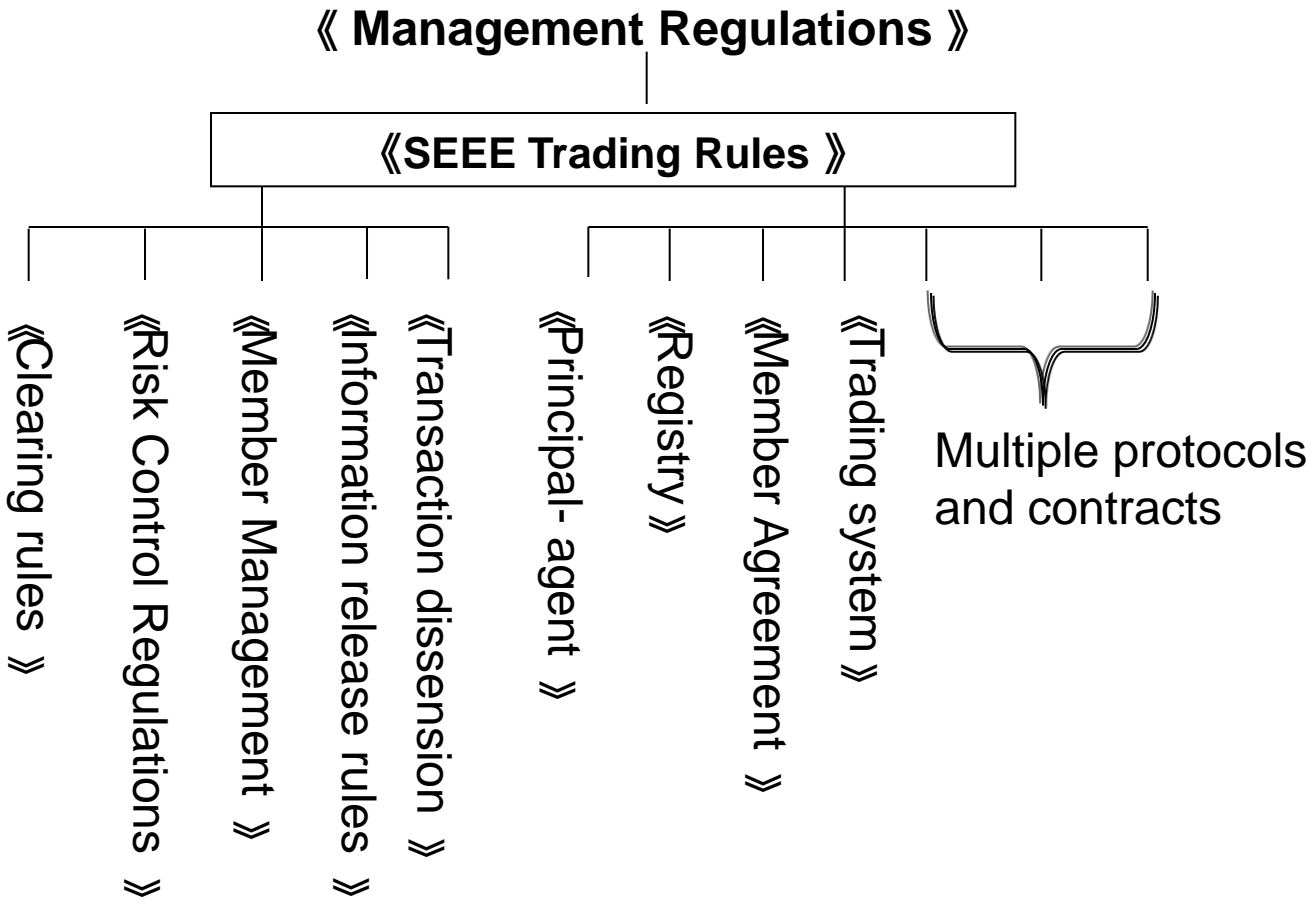 《 Management Regulations 》
《SEEE Trading Rules 》
《Clearing rules 》
《Risk Control Regulations 》
《Member Management 》
《Information release rules 》
《Transaction dissension 》
《Principal- agent 》
《Registry 》
《Member Agreement 》
《Trading system 》
Multiple protocols
and contracts